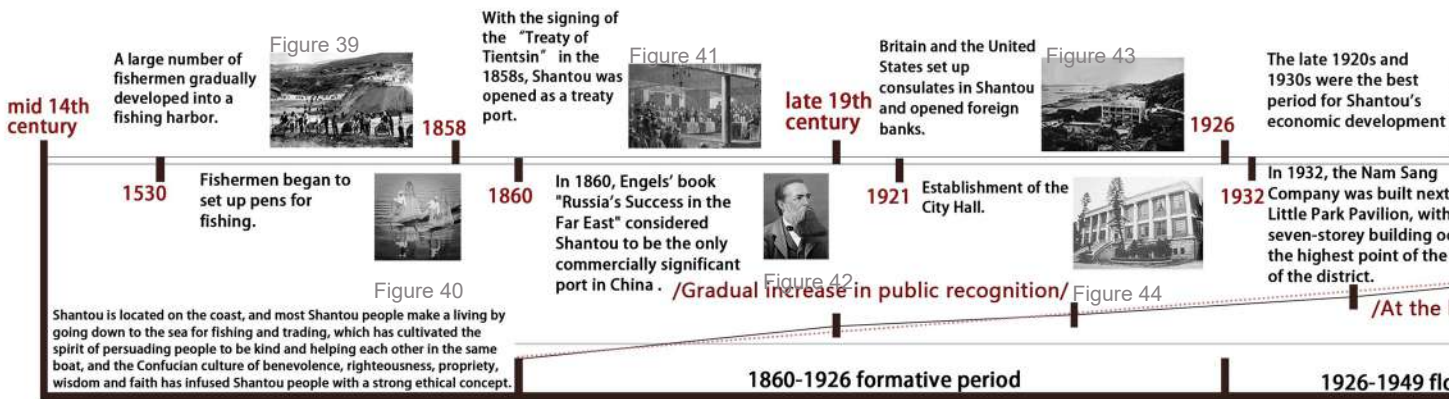 mid 14th
century
A large number of
fishermen gradually
developed into a
fishing harbor.
Figure 39
1530
Fishermen began to
set up pens for
fishing.
Figure 40
1858
With the signing of
the "Treaty of
Tientsin" in the
1858s, Shantou was
opened as a treaty
port.
Figure 41
1860
In 1860, Engels' book
"Russia's Success in the
Far East" considered
Shantou to be the only
commercially significant
port in China .
Figure 42
late 19th
century
Britain and the United
States set up
consulates in Shantou
and opened foreign
banks.
Figure 43
1921
Establishment of the
City Hall.
Figure 44
1926
The late 1920s and
1930s were the best
period for Shantou's
economic development
1932
In 1932, the Nam Sang
Company was built next
Little Park Pavilion, with
seven-storey building
the highest point of the
of the district.
/Gradual increase in public recognition/
/At the
Shantou is located on the coast, and most Shantou people make a living by
going down to the sea for fishing and trading, which has cultivated the
spirit of persuading people to be kind and helping each other in the same
boat, and the Confucian culture of benevolence, righteousness, propriety,
wisdom and faith has infused Shantou people with a strong ethical concept.
1860-1926 formative period
1926-1949